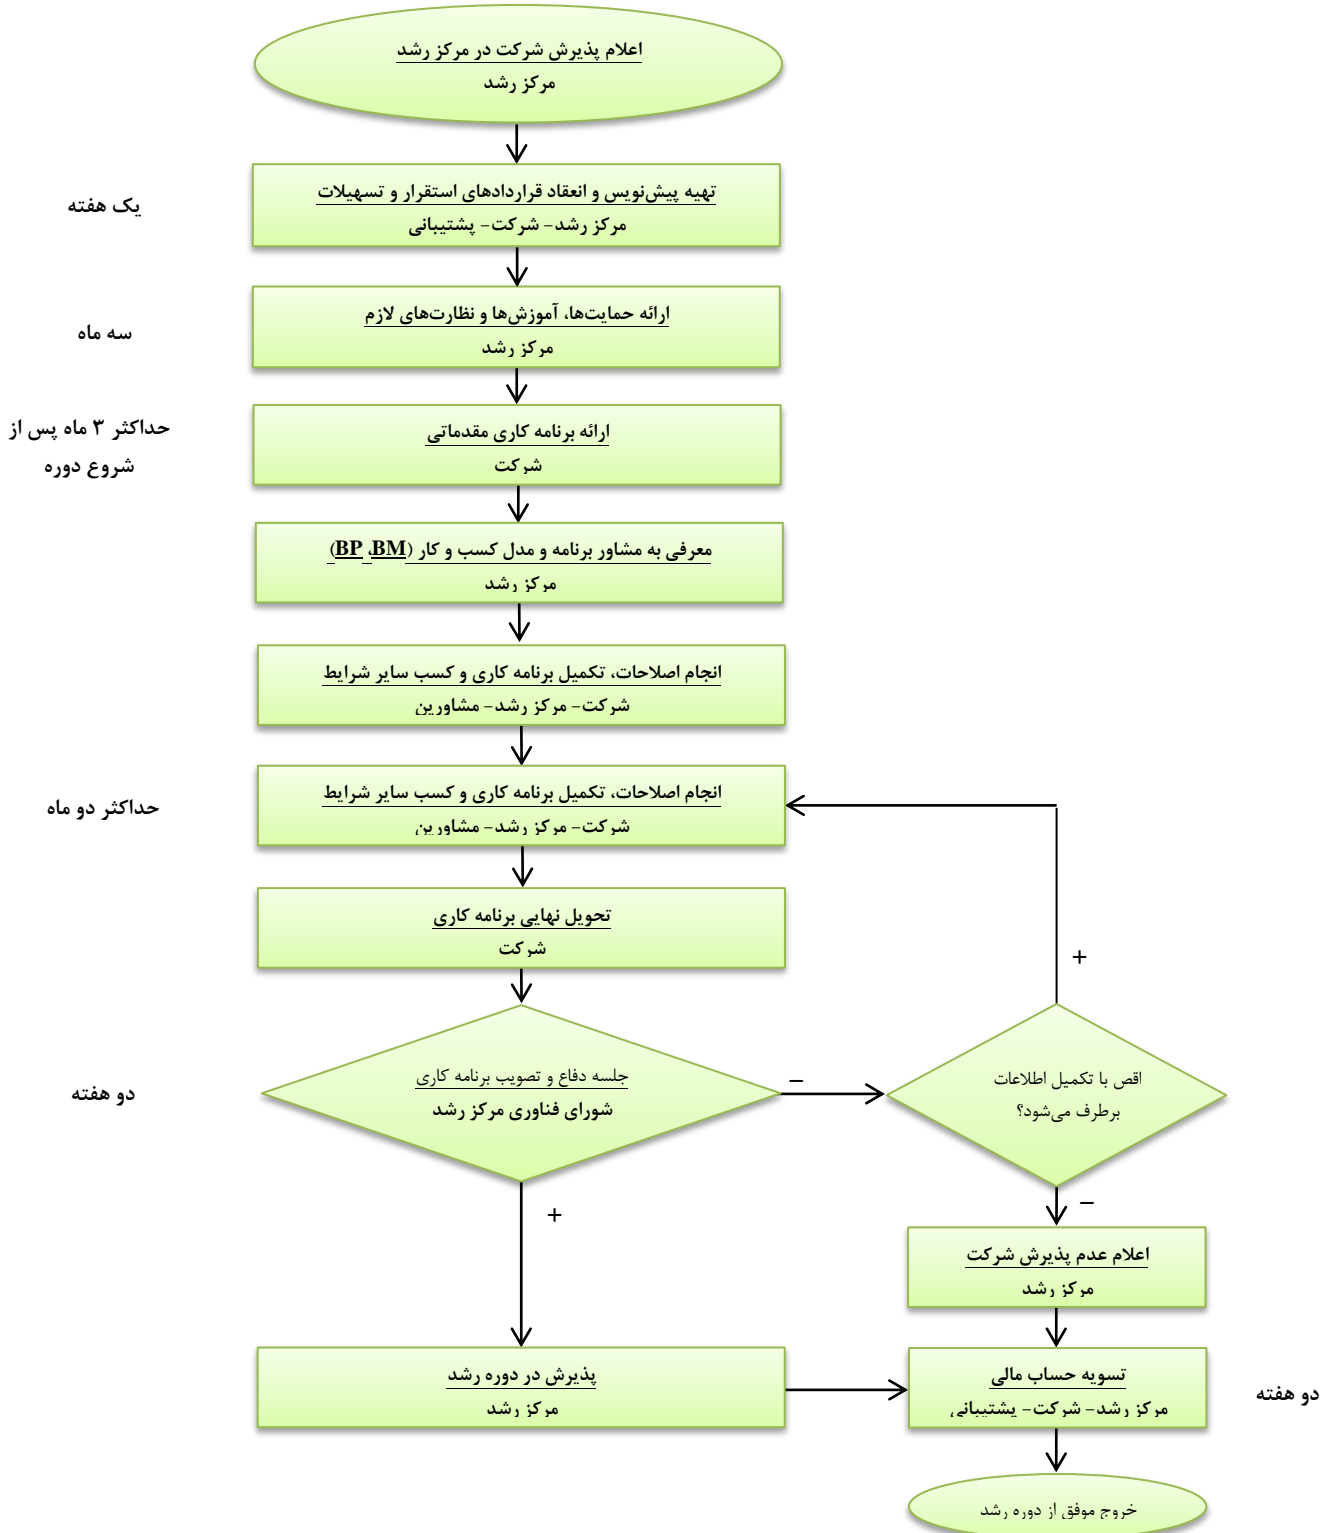 اعلام پذیرش شرکت در مرکز رشد
مرکز رشد
یک هفته
تهیه پیش‌نویس و انعقاد قراردادهای استقرار و تسهیلات
مرکز رشد- شرکت- پشتیبانی
سه ماه
ارائه حمایت‌ها، آموزش‌ها و نظارت‌های لازم
مرکز رشد
حداکثر ۳ ماه پس از
شروع دوره
ارائه برنامه کاری مقدماتی
شرکت
معرفی به مشاور برنامه و مدل کسب و کار (BP، BM)
مرکز رشد
انجام اصلاحات، تکمیل برنامه کاری و کسب سایر شرایط
شرکت- مرکز رشد- مشاورین
حداکثر دو ماه
انجام اصلاحات، تکمیل برنامه کاری و کسب سایر شرایط
شرکت- مرکز رشد- مشاورین
تحویل نهایی برنامه کاری
شرکت
+
دو هفته
جلسه دفاع و تصویب برنامه کاری
شورای فناوری مرکز رشد
–
اقص با تکمیل اطلاعات
برطرف می‌شود؟
+
–
اعلام عدم پذیرش شرکت
مرکز رشد
پذیرش در دوره رشد
مرکز رشد
تسویه حساب مالی
مرکز رشد- شرکت- پشتیبانی
دو هفته
خروج موفق از دوره رشد